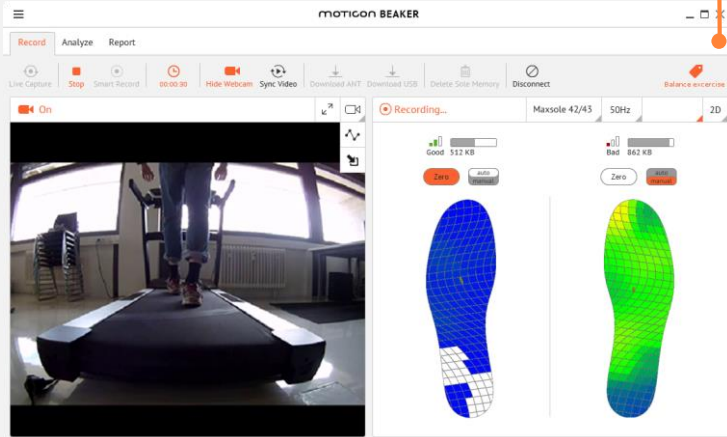 MOTICON BEAKER
Record Analyze Report
Live Capture Stop Smart Record 00:00:30 Hide Webcam Sync Video Download ANT Download USB Delete Sole Memory Disconnect Balance exercise
On
Recording... Maxsole 42/43 50Hz 2D
Good 512 KB Bad 862 KB
Zero auto manual Zero auto manual